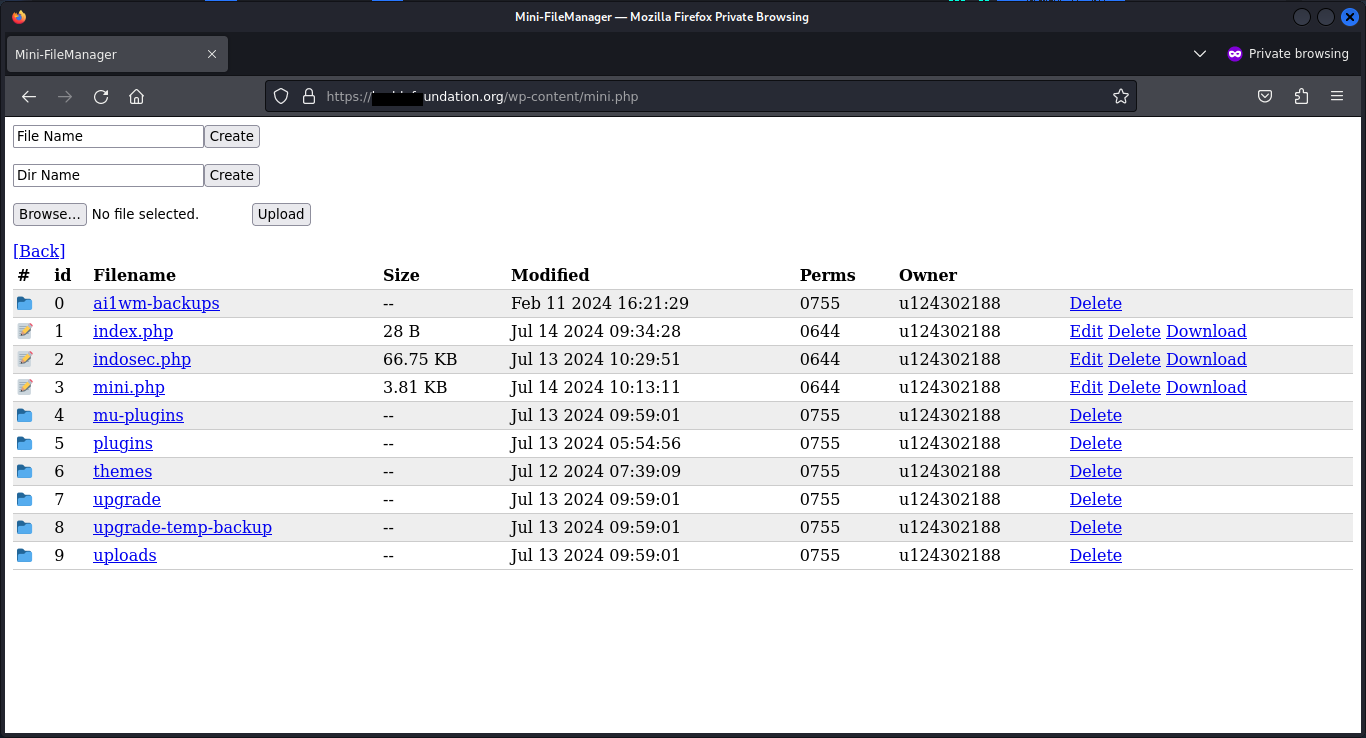 Mini-FileManager — Mozilla Firefox Private Browsing
Mini-FileManager
Private browsing
https:// undation.org/wp-content/mini.php
File Name Create
Dir Name Create
Browse... No file selected. Upload
[Back]
# id Filename Size Modified Perms Owner
0 ai1wm-backups -- Feb 11 2024 16:21:29 0755 u124302188 Delete
1 index.php 28 B Jul 14 2024 09:34:28 0644 u124302188 Edit Delete Download
2 indosec.php 66.75 KB Jul 13 2024 10:29:51 0644 u124302188 Edit Delete Download
3 mini.php 3.81 KB Jul 14 2024 10:13:11 0644 u124302188 Edit Delete Download
4 mu-plugins -- Jul 13 2024 09:59:01 0755 u124302188 Delete
5 plugins -- Jul 13 2024 05:54:56 0755 u124302188 Delete
6 themes -- Jul 12 2024 07:39:09 0755 u124302188 Delete
7 upgrade -- Jul 13 2024 09:59:01 0755 u124302188 Delete
8 upgrade-temp-backup -- Jul 13 2024 09:59:01 0755 u124302188 Delete
9 uploads -- Jul 13 2024 09:59:01 0755 u124302188 Delete